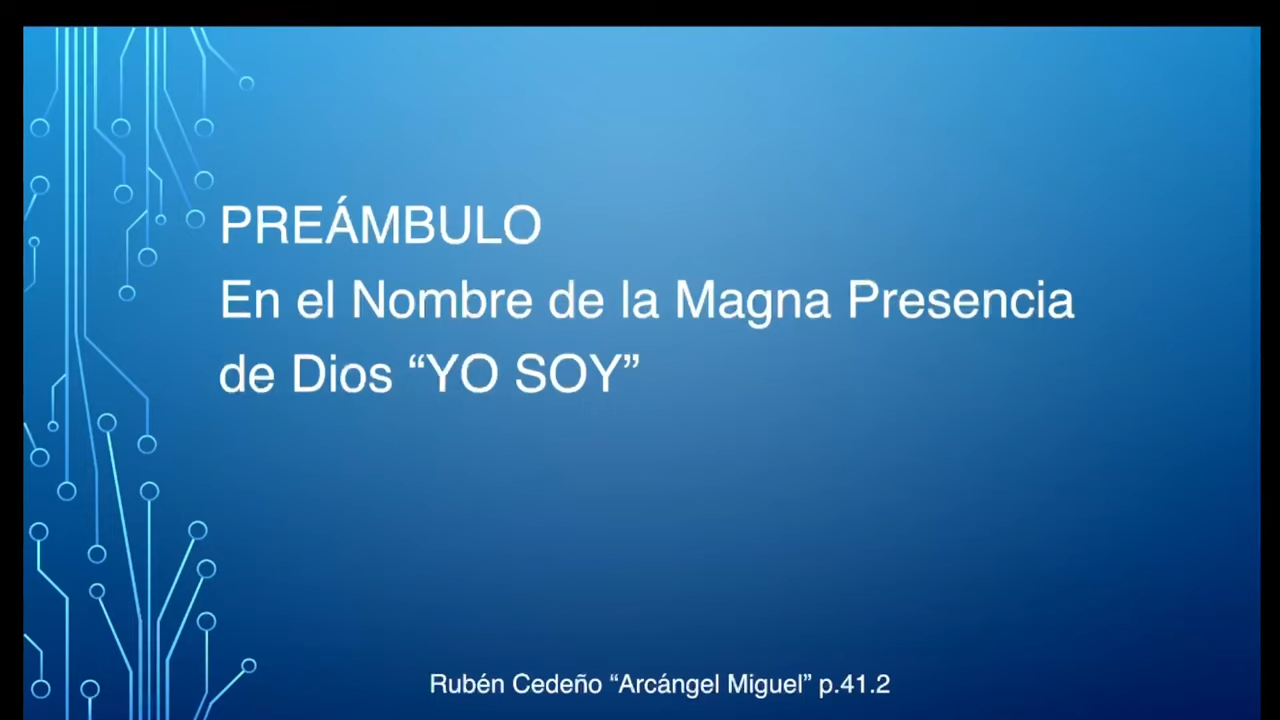 PREÁMBULO
En el Nombre de la Magna Presencia
de Dios “YO SOY”
Rubén Cedeño “Arcángel Miguel” p.41.2